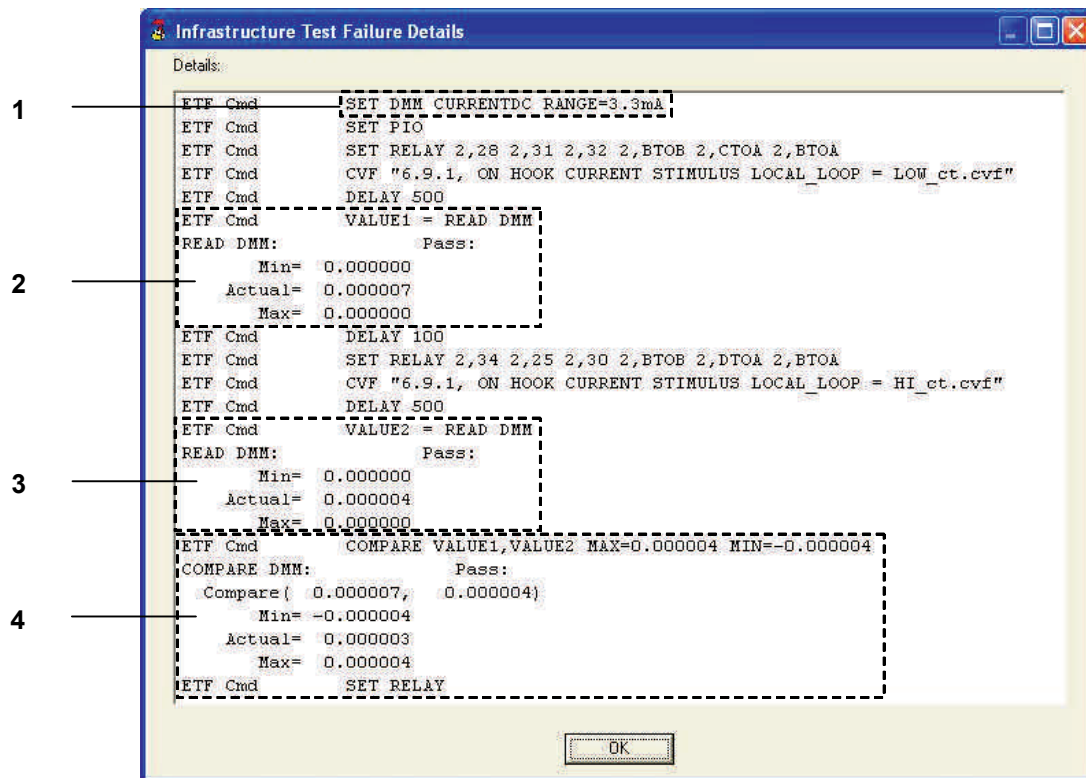 Infrastructure Test Failure Details
Details:
1
ETF Cmd SET DMM CURRENTDC RANGE=3.3mA
ETF Cmd SET PIO
ETF Cmd SET RELAY 2,28 2,31 2,32 2,BTOB 2,CTOA 2,BTOA
ETF Cmd CVF "6.9.1, ON HOOK CURRENT STIMULUS LOCAL_LOOP = LOW_ct.cvf"
ETF Cmd DELAY 500
ETF Cmd VALUE1 = READ DMM
READ DMM: Pass:
Min= 0.000000
2
Actual= 0.000007
Max= 0.000000
ETF Cmd DELAY 100
ETF Cmd SET RELAY 2,34 2,25 2,30 2,BTOB 2,DTOA 2,BTOA
ETF Cmd CVF "6.9.1, ON HOOK CURRENT STIMULUS LOCAL_LOOP = HI_ct.cvf"
ETF Cmd DELAY 500
ETF Cmd VALUE2 = READ DMM
READ DMM: Pass:
Min= 0.000000
3
Actual= 0.000004
Max= 0.000000
ETF Cmd COMPARE VALUE1,VALUE2 MAX=0.000004 MIN=-0.000004
COMPARE DMM: Pass:
Compare( 0.000007, 0.000004)
Min= -0.000004
4
Actual= 0.000003
Max= 0.000004
ETF Cmd SET RELAY
OK